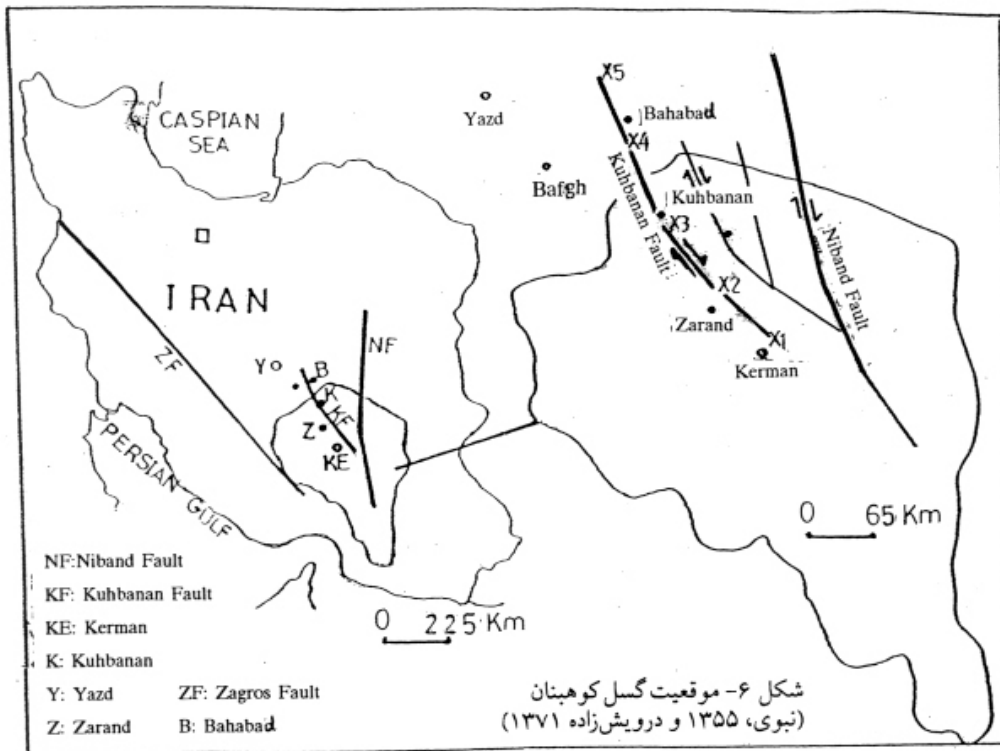 CASPIAN
SEA
IRAN
ZF
NF
Y
B
K
KF
Z
KE
PERSIAN GULF
0 225 Km
NF:Niband Fault
KF: Kuhbanan Fault
KE: Kerman
K: Kuhbanan
Y: Yazd ZF: Zagros Fault
Z: Zarand B: Bahabad
Yazd
Bafgh
X5
Bahabad
X4
Kuhbanan Fault
Kuhbanan
X3
X2
Zarand
X1
Kerman
Niband Fault
0 65 Km
شکل ۶- موقعیت گسل کوهبنان
(نبوی، ۱۳۵۵ و درویش‌زاده ۱۳۷۱)